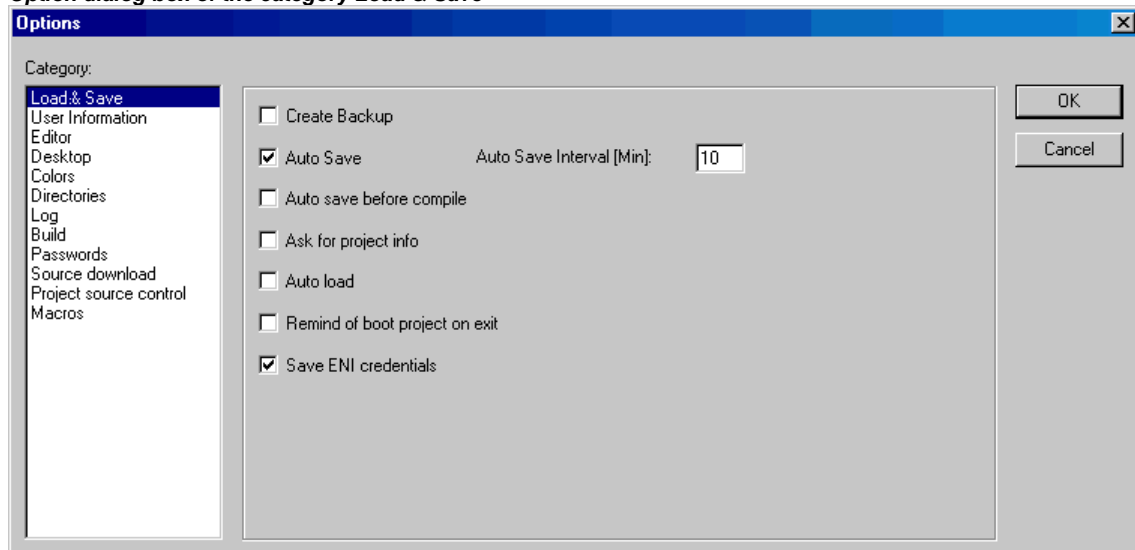 Option dialog box of the category Load & Save
Options
Category:
Load & Save
User Information
Editor
Desktop
Colors
Directories
Log
Build
Passwords
Source download
Project source control
Macros
Create Backup
Auto Save Auto Save Interval [Min]: 10
Auto save before compile
Ask for project info
Auto load
Remind of boot project on exit
Save ENI credentials
OK
Cancel